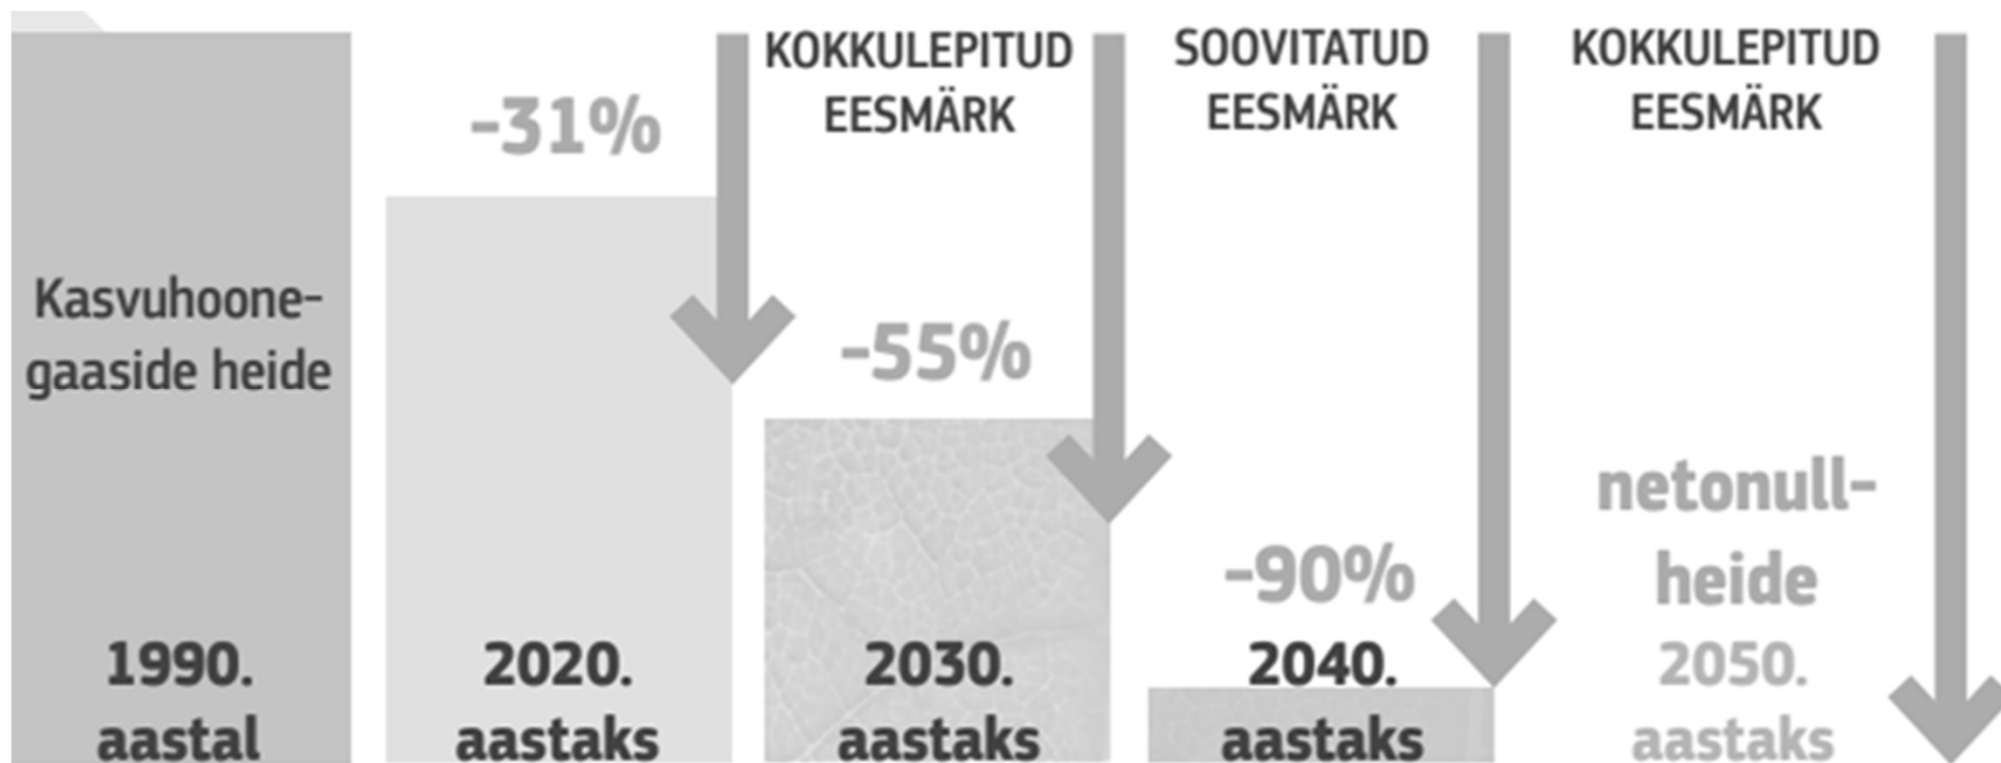 Kasvuhoone-
gaaside heide
1990.
aastal
-31%
2020.
aastaks
KOKKULEPITUD
EESMÄRK
-55%
2030.
aastaks
SOOVITATUD
EESMÄRK
-90%
2040.
aastaks
KOKKULEPITUD
EESMÄRK
netonull-
heide
2050.
aastaks